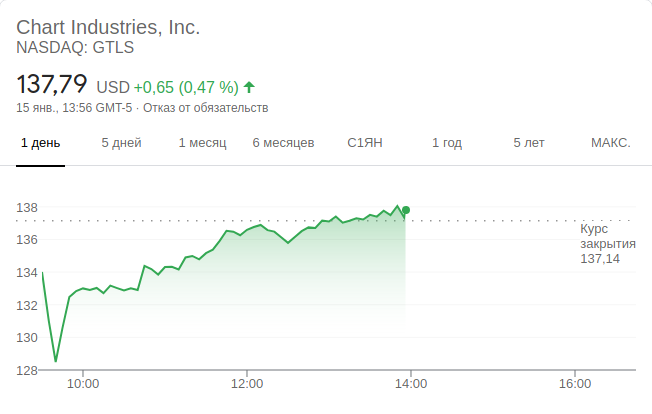 Chart Industries, Inc.
NASDAQ: GTLS
137,79 USD +0,65 (0,47 %)
15 янв., 13:56 GMT-5 · Отказ от обязательств
1 день 5 дней 1 месяц 6 месяцев С1ЯН 1 год 5 лет МАКС.
138
136
134
132
130
128
Курс
закрытия
137,14
10:00 12:00 14:00 16:00